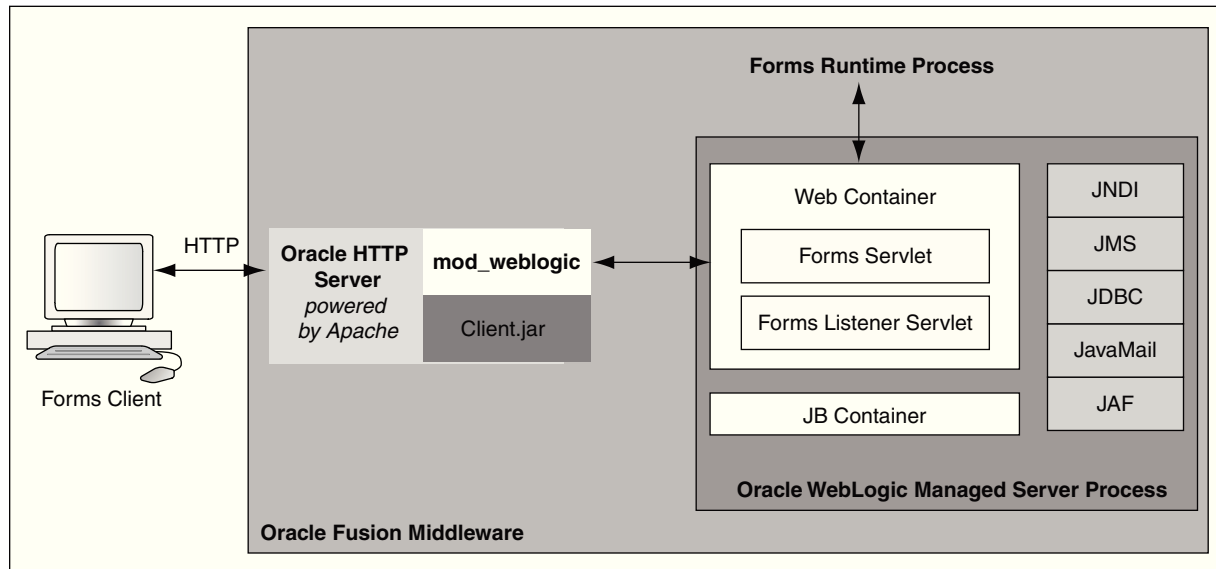 Forms Runtime Process
Web Container
Forms Servlet
Forms Listener Servlet
JB Container
JNDI
JMS
JDBC
JavaMail
JAF
Oracle WebLogic Managed Server Process
HTTP
Forms Client
Oracle HTTP
Server
powered
by Apache
mod_weblogic
Client.jar
Oracle Fusion Middleware